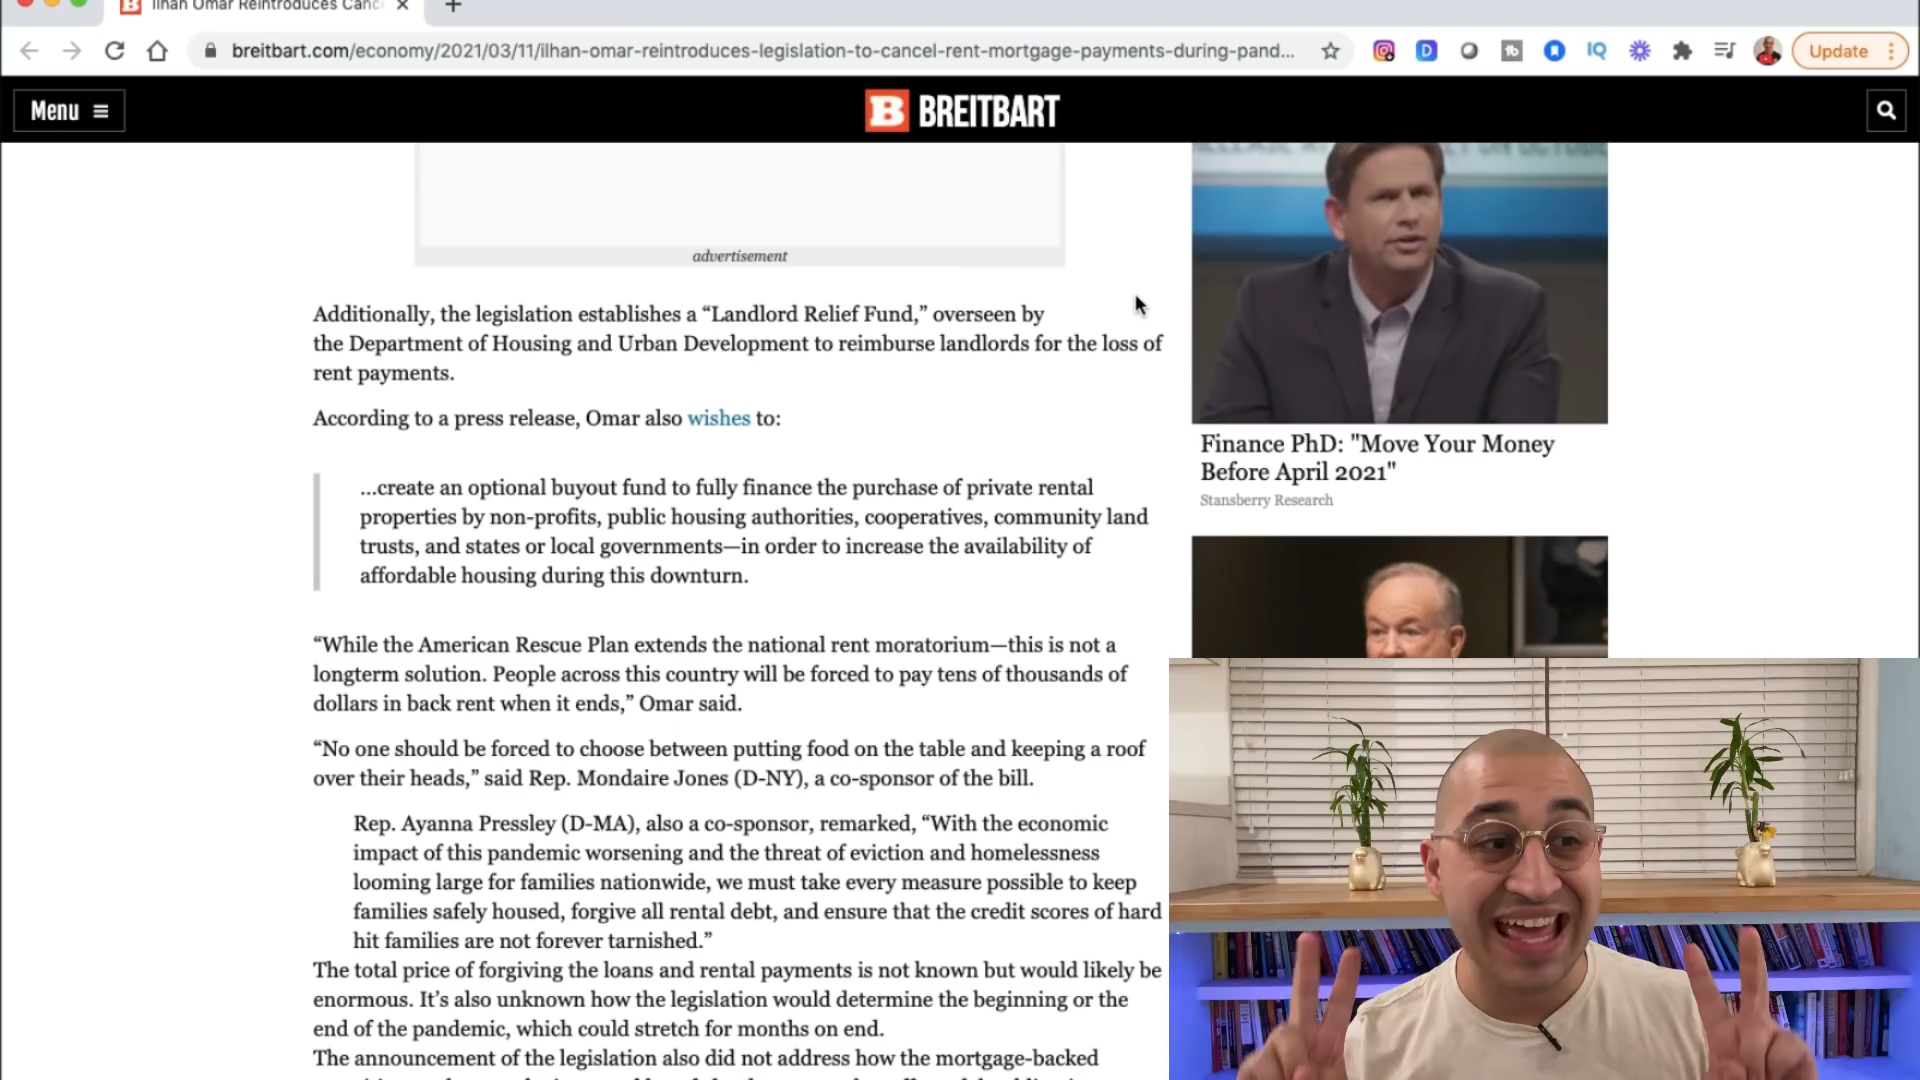 Ilhan Omar Reintroduces Canc
breitbart.com/economy/2021/03/11/ilhan-omar-reintroduces-legislation-to-cancel-rent-mortgage-payments-during-pand...
D
tb
IQ
Update
Menu
B BREITBART
advertisement
Additionally, the legislation establishes a “Landlord Relief Fund,” overseen by
the Department of Housing and Urban Development to reimburse landlords for the loss of
rent payments.
According to a press release, Omar also wishes to:
...create an optional buyout fund to fully finance the purchase of private rental
properties by non-profits, public housing authorities, cooperatives, community land
trusts, and states or local governments—in order to increase the availability of
affordable housing during this downturn.
“While the American Rescue Plan extends the national rent moratorium—this is not a
longterm solution. People across this country will be forced to pay tens of thousands of
dollars in back rent when it ends,” Omar said.
“No one should be forced to choose between putting food on the table and keeping a roof
over their heads,” said Rep. Mondaire Jones (D-NY), a co-sponsor of the bill.
Rep. Ayanna Pressley (D-MA), also a co-sponsor, remarked, “With the economic
impact of this pandemic worsening and the threat of eviction and homelessness
looming large for families nationwide, we must take every measure possible to keep
families safely housed, forgive all rental debt, and ensure that the credit scores of hard
hit families are not forever tarnished.”
The total price of forgiving the loans and rental payments is not known but would likely be
enormous. It’s also unknown how the legislation would determine the beginning or the
end of the pandemic, which could stretch for months on end.
The announcement of the legislation also did not address how the mortgage-backed
Finance PhD: "Move Your Money
Before April 2021"
Stansberry Research